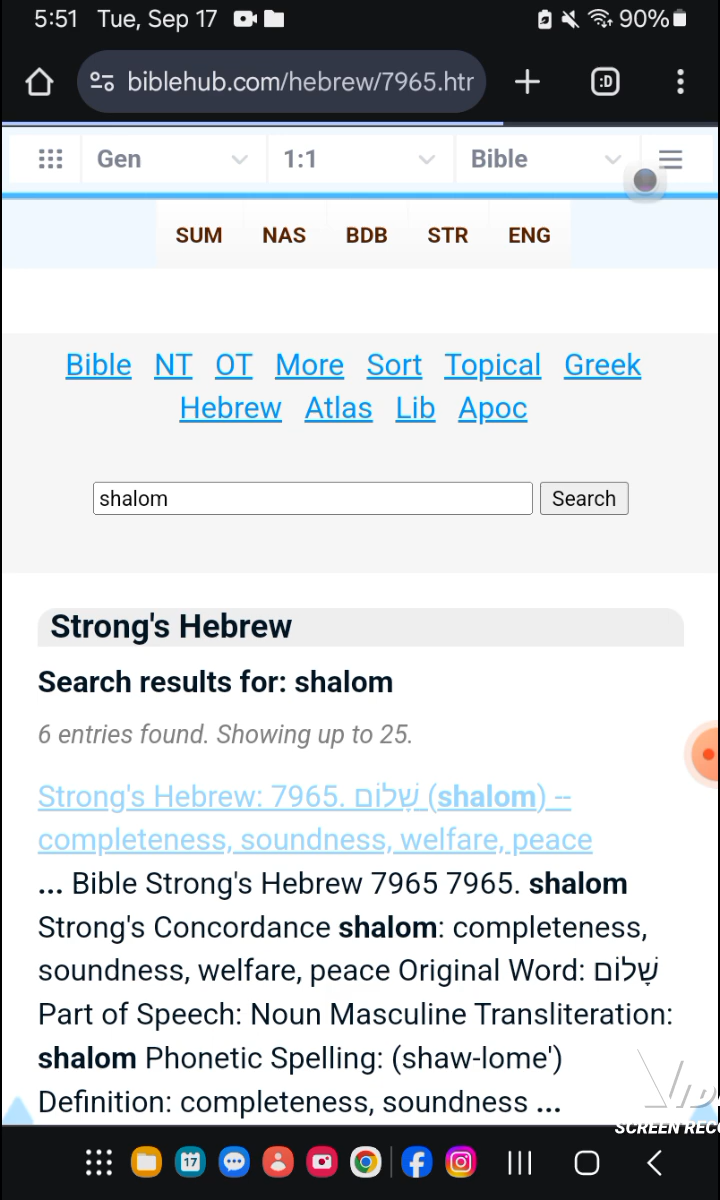 5:51 Tue, Sep 17 90%
biblehub.com/hebrew/7965.htr
Gen 1:1 Bible
SUM NAS BDB STR ENG
Bible NT OT More Sort Topical Greek
Hebrew Atlas Lib Apoc
shalom Search
Strong's Hebrew
Search results for: shalom
6 entries found. Showing up to 25.
Strong's Hebrew: 7965. שָׁלוֹם (shalom) --
completeness, soundness, welfare, peace
... Bible Strong's Hebrew 7965 7965. shalom
Strong's Concordance shalom: completeness,
soundness, welfare, peace Original Word: שָׁלוֹם
Part of Speech: Noun Masculine Transliteration:
shalom Phonetic Spelling: (shaw-lome')
Definition: completeness, soundness ...
SCREEN REC
17